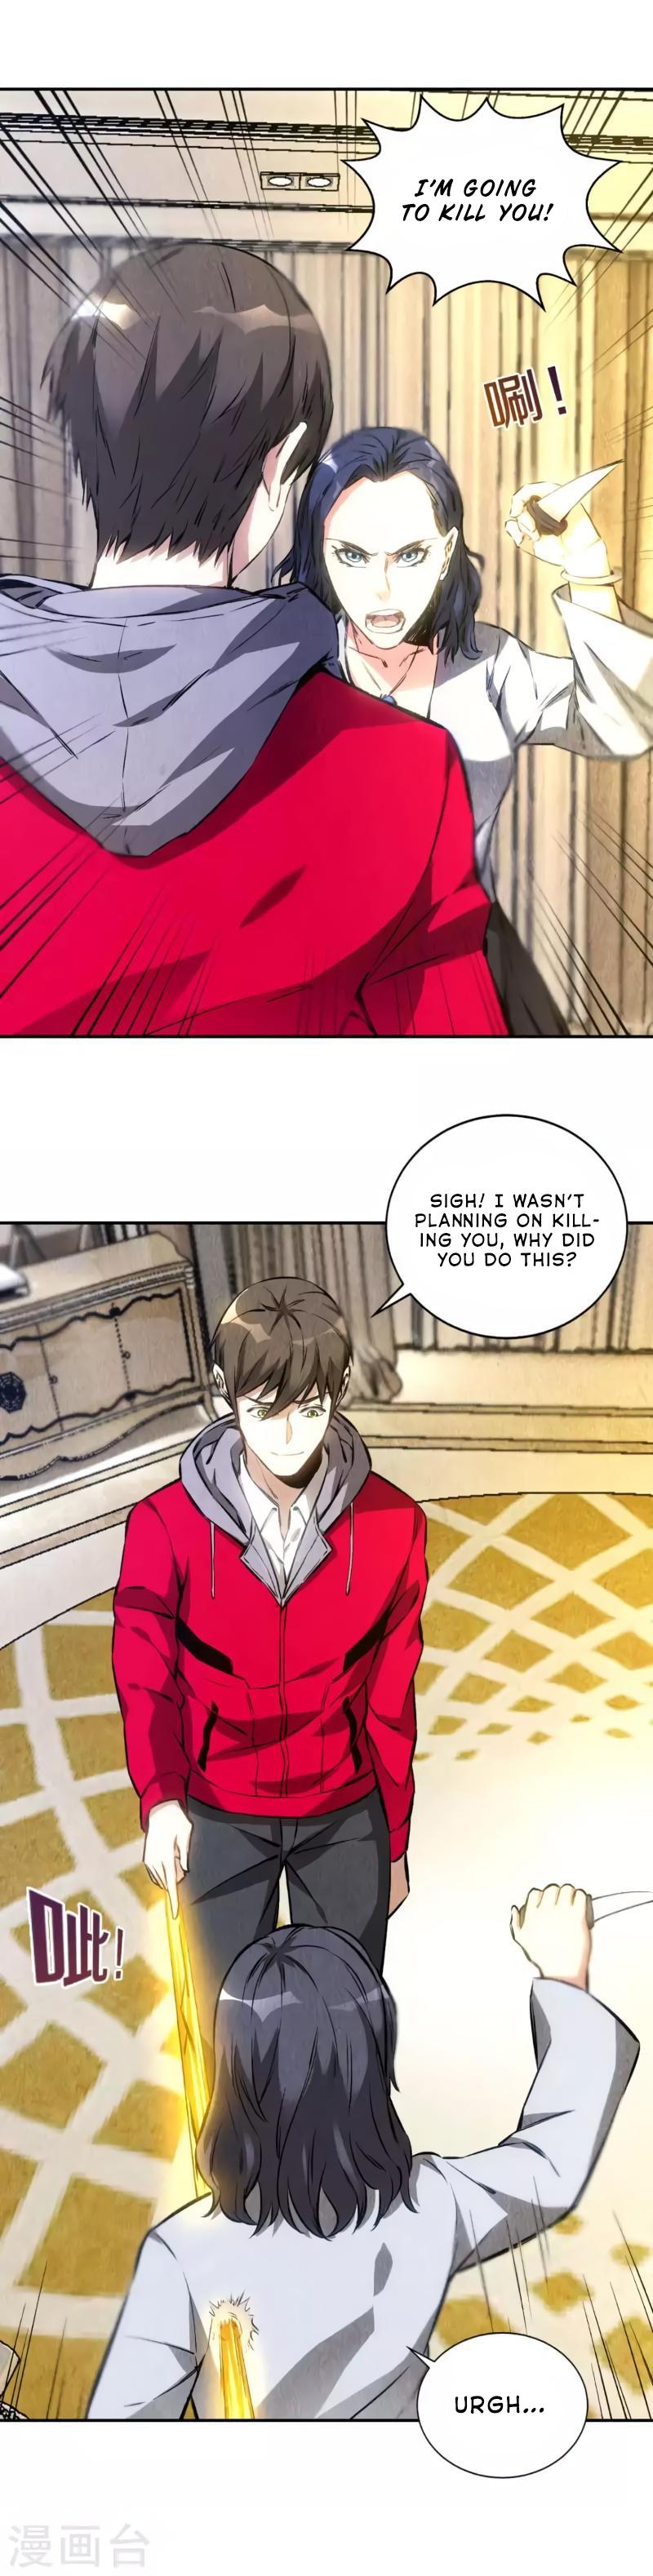 I'M GOING
TO KILL YOU!
唰！
SIGH! I WASN'T
PLANNING ON KILL-
ING YOU, WHY DID
YOU DO THIS?
呲！
URGH...
漫画台